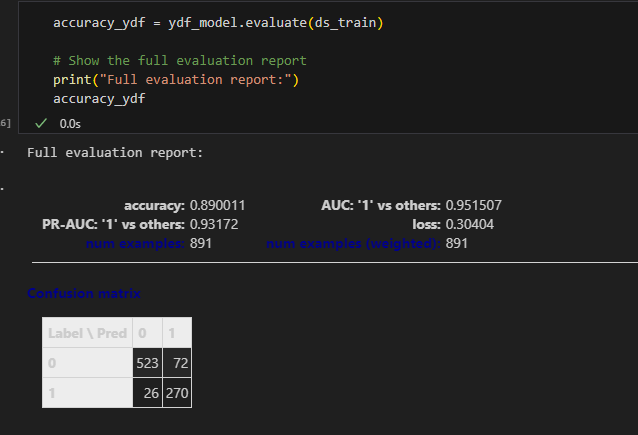 accuracy_ydf = ydf_model.evaluate(ds_train)
# Show the full evaluation report
print("Full evaluation report:")
accuracy_ydf
6] 0.0s
Full evaluation report:
accuracy: 0.890011 AUC: '1' vs others: 0.951507
PR-AUC: '1' vs others: 0.93172 loss: 0.30404
num examples: 891 num examples (weighted): 891
Confusion matrix
Label \ Pred 0 1
0 523 72
1 26 270